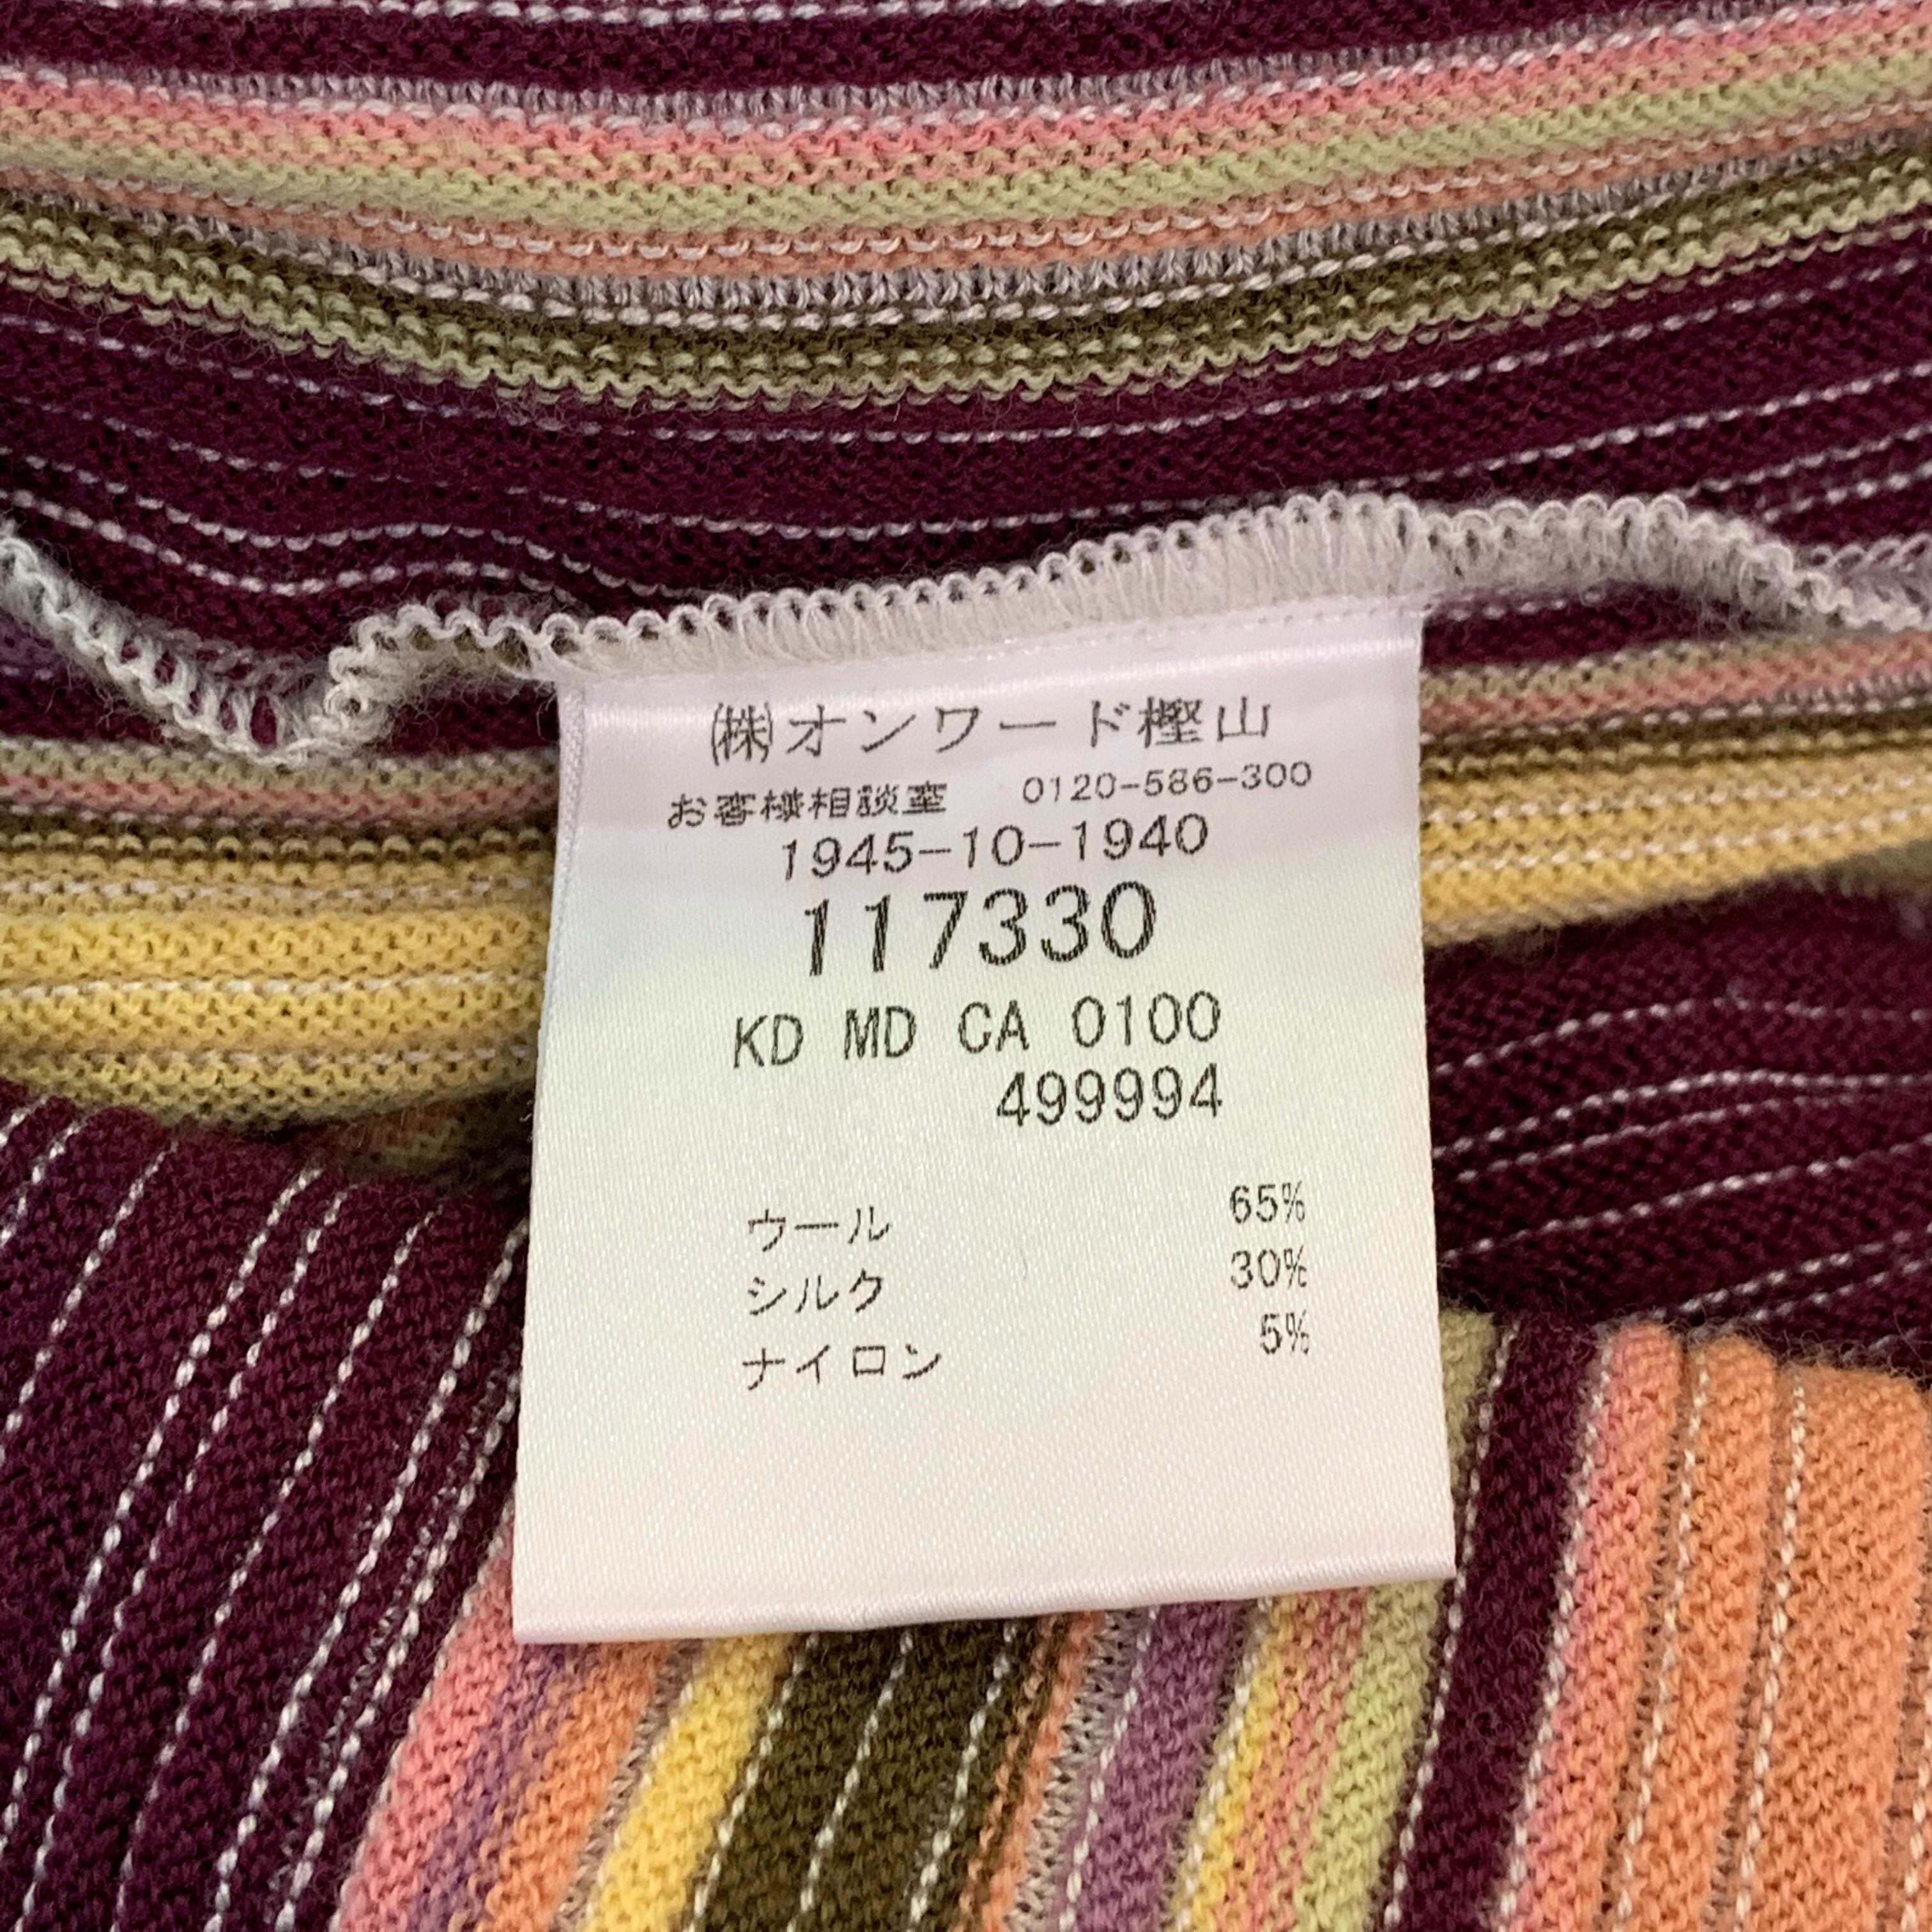 ㈱オンワード樫山
お客様相談室 0120-586-300
1945-10-1940
117330
KD MD CA 0100
499994
ウール 65%
シルク 30%
ナイロン 5%